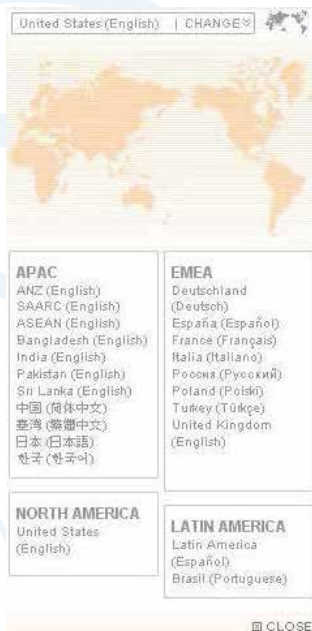 United States (English) | CHANGE
APAC
ANZ (English)
SAARC (English)
ASEAN (English)
Bangladesh (English)
India (English)
Pakistan (English)
Sri Lanka (English)
中国 (简体中文)
臺灣 (繁體中文)
日本 (日本語)
한국 (한국어)
EMEA
Deutschland
(Deutsch)
España (Español)
France (Français)
Italia (Italiano)
Россия (Русский)
Poland (Polski)
Turkey (Türkçe)
United Kingdom
(English)
NORTH AMERICA
United States
(English)
LATIN AMERICA
Latin America
(Español)
Brasil (Portuguese)
CLOSE